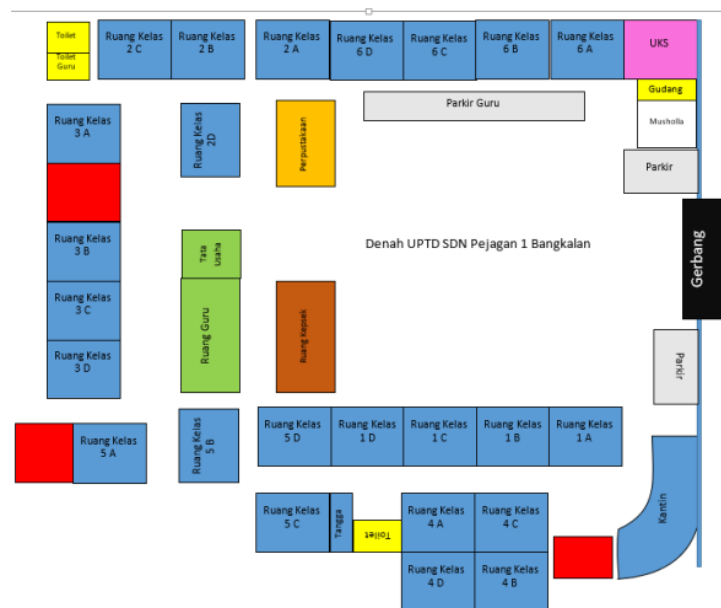 Toilet
Toilet
Guru
Ruang Kelas
2 C
Ruang Kelas
2 B
Ruang Kelas
2 A
Ruang Kelas
6 D
Ruang Kelas
6 C
Ruang Kelas
6 B
Ruang Kelas
6 A
UKS
Gudang
Musholla
Parkir Guru
Ruang Kelas
3 A
Ruang Kelas
2D
Perpustakaan
Parkir
Denah UPTD SDN Pejagan 1 Bangkalan
Gerbang
Ruang Kelas
3 B
Ruang Kelas
3 C
Ruang Kelas
3 D
Tata
Usaha
Ruang Guru
Ruang Kepsek
Parkir
Ruang Kelas
5 A
Ruang Kelas
5 B
Ruang Kelas
5 D
Ruang Kelas
1 D
Ruang Kelas
1 C
Ruang Kelas
1 B
Ruang Kelas
1 A
Ruang Kelas
5 C
Tangga
Toilet
Ruang Kelas
4 A
Ruang Kelas
4 C
Ruang Kelas
4 D
Ruang Kelas
4 B
Kantin